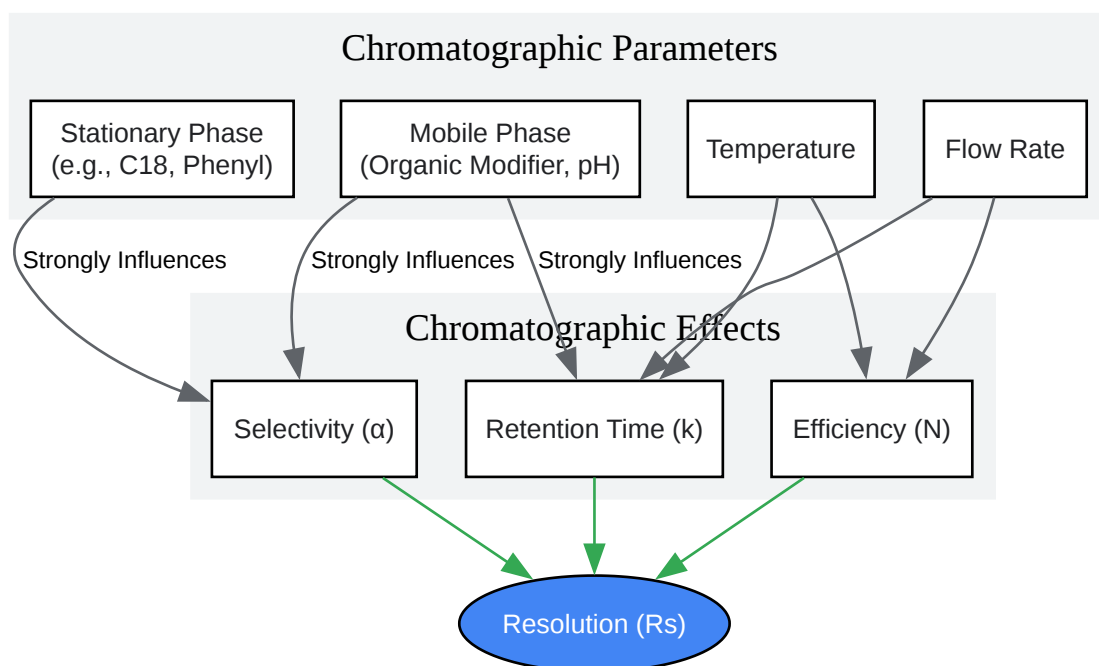 Chromatographic Parameters
Stationary Phase
(e.g., C18, Phenyl)
Mobile Phase
(Organic Modifier, pH)
Temperature
Flow Rate
Strongly Influences
Strongly Influences
Strongly Influences
Chromatographic Effects
Selectivity (α)
Retention Time (k)
Efficiency (N)
Resolution (Rs)